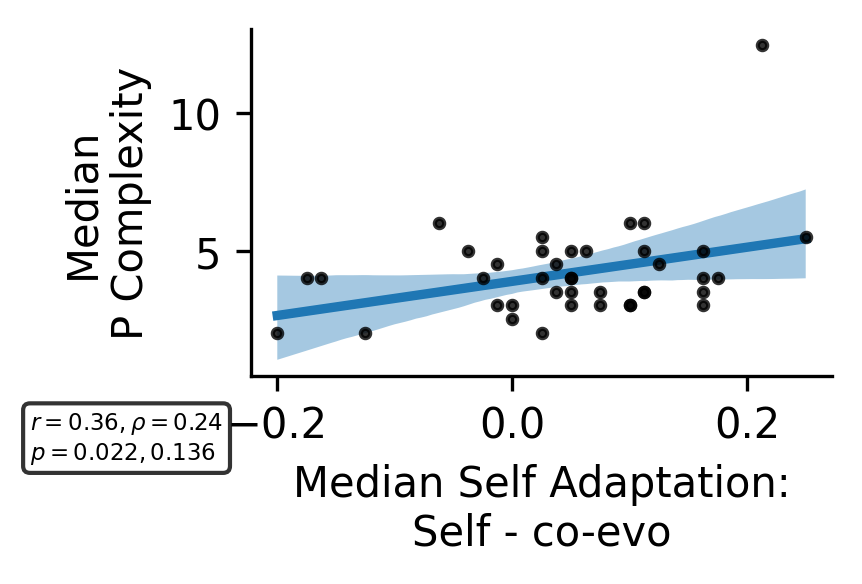 Median
P Complexity
10
5
−0.2
0.0
0.2
r = 0.36, ρ = 0.24
p = 0.022, 0.136
Median Self Adaptation:
Self - co-evo